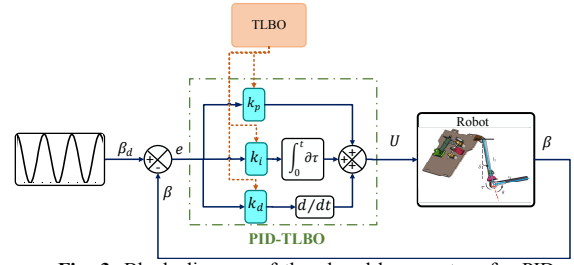 TLBO
k_p
Robot
β_d
e
k_i
∫_0^t ∂τ
U
β
β
k_d
d/dt
PID-TLBO